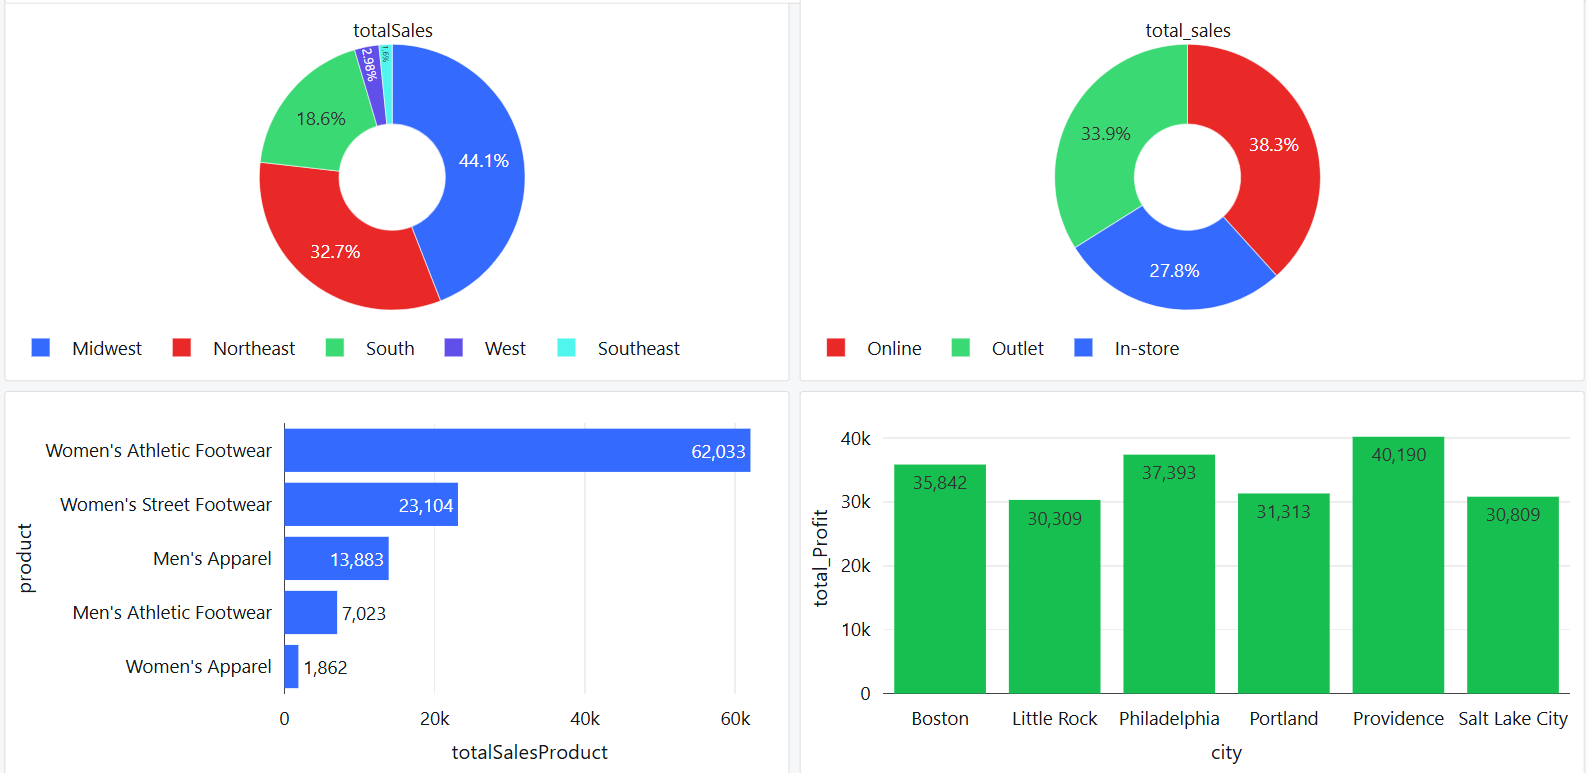 totalSales
1.6%
2.98%
18.6%
44.1%
32.7%
Midwest Northeast South West Southeast
total_sales
33.9%
38.3%
27.8%
Online Outlet In-store
product
Women's Athletic Footwear 62,033
Women's Street Footwear 23,104
Men's Apparel 13,883
Men's Athletic Footwear 7,023
Women's Apparel 1,862
0 20k 40k 60k
totalSalesProduct
total_Profit
40k
30k
20k
10k
0
35,842 30,309 37,393 31,313 40,190 30,809
Boston Little Rock Philadelphia Portland Providence Salt Lake City
city